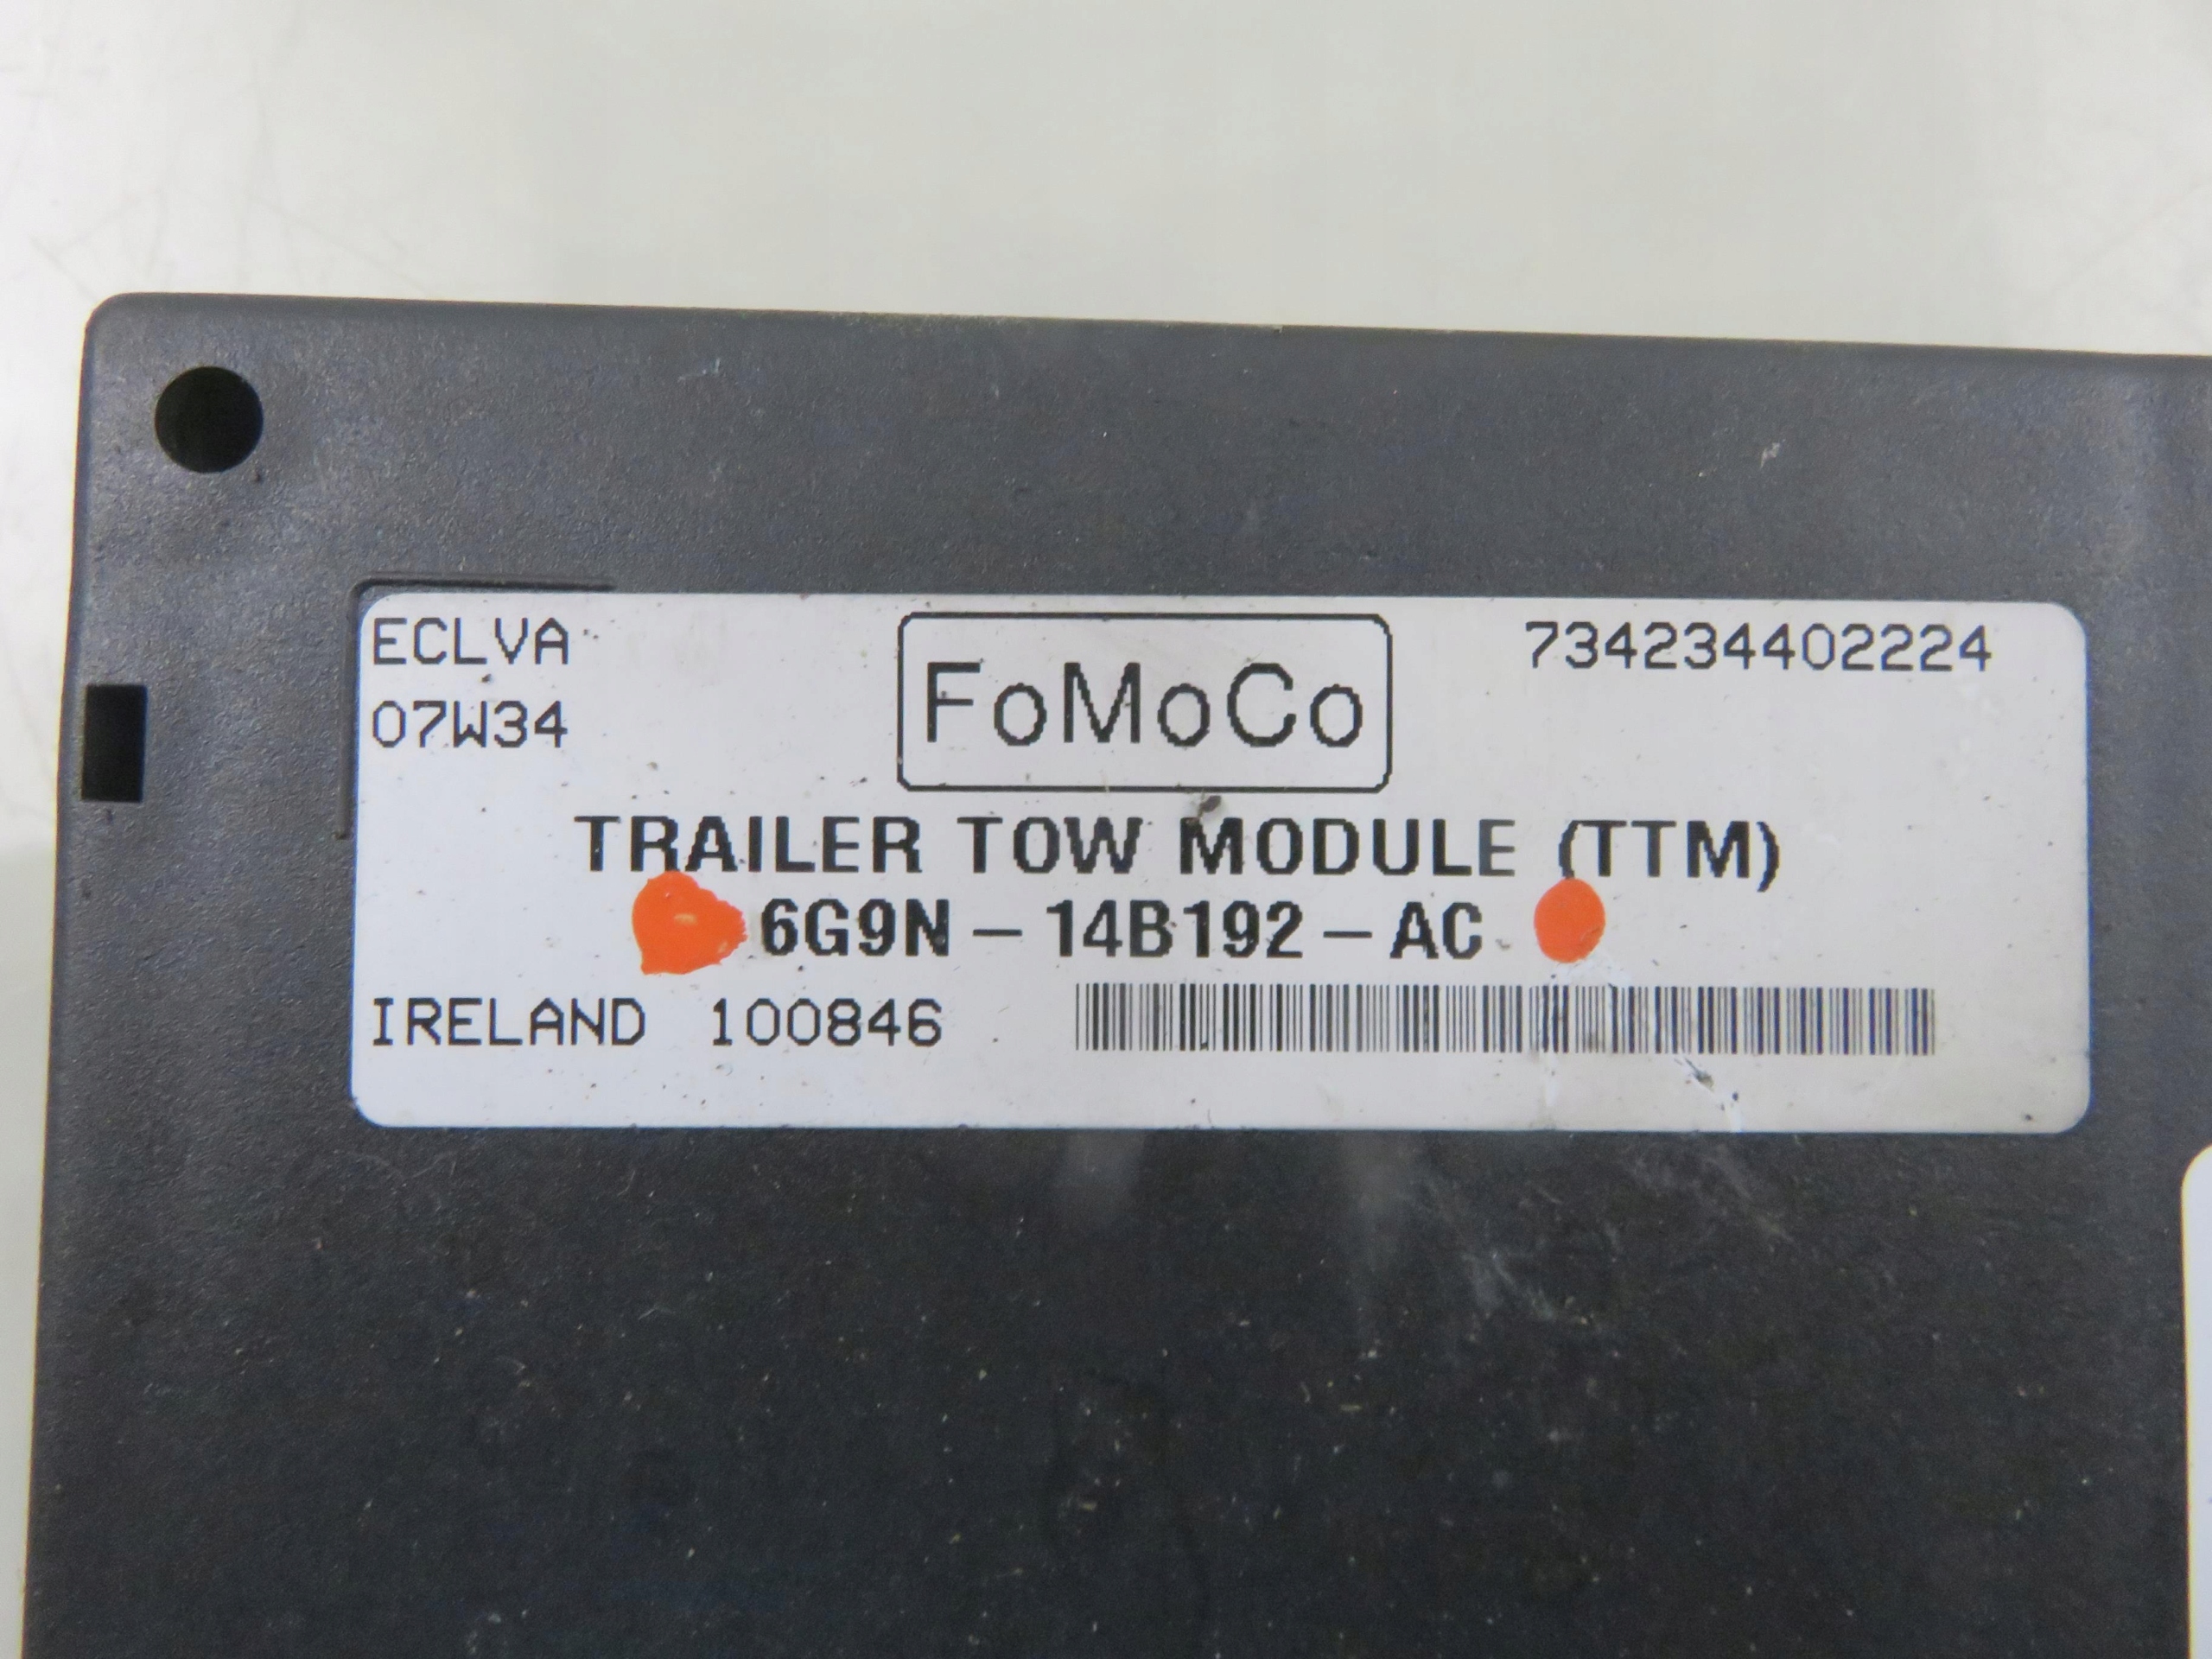 ECLVA
07W34
FoMoCo
734234402224
TRAILER TOW MODULE (TTM)
6G9N-14B192-AC
IRELAND 100846